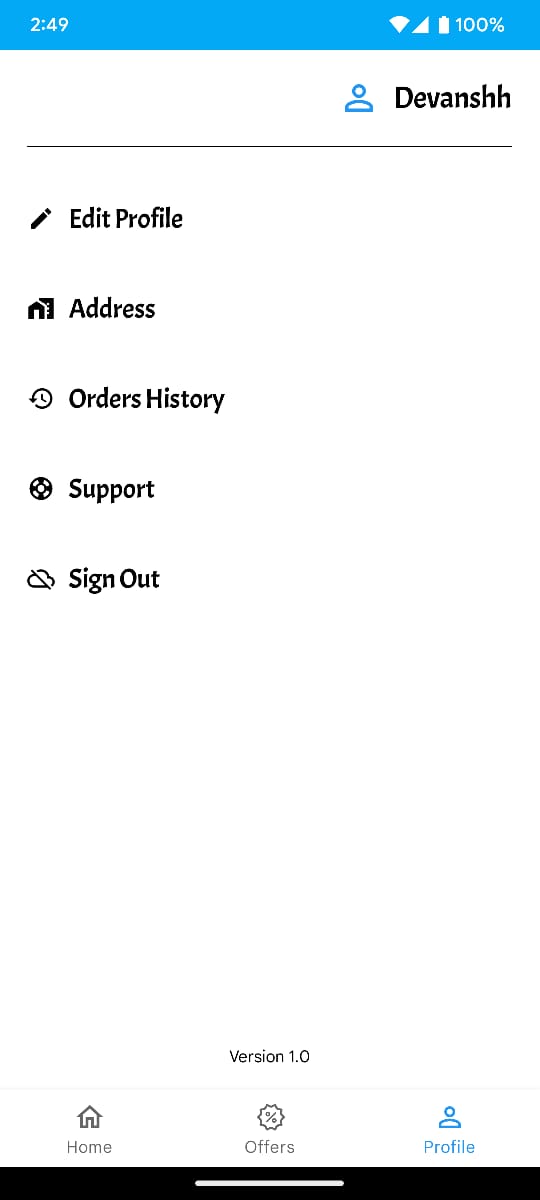 2:49
100%
Devanshh
Edit Profile
Address
Orders History
Support
Sign Out
Version 1.0
Home
Offers
Profile